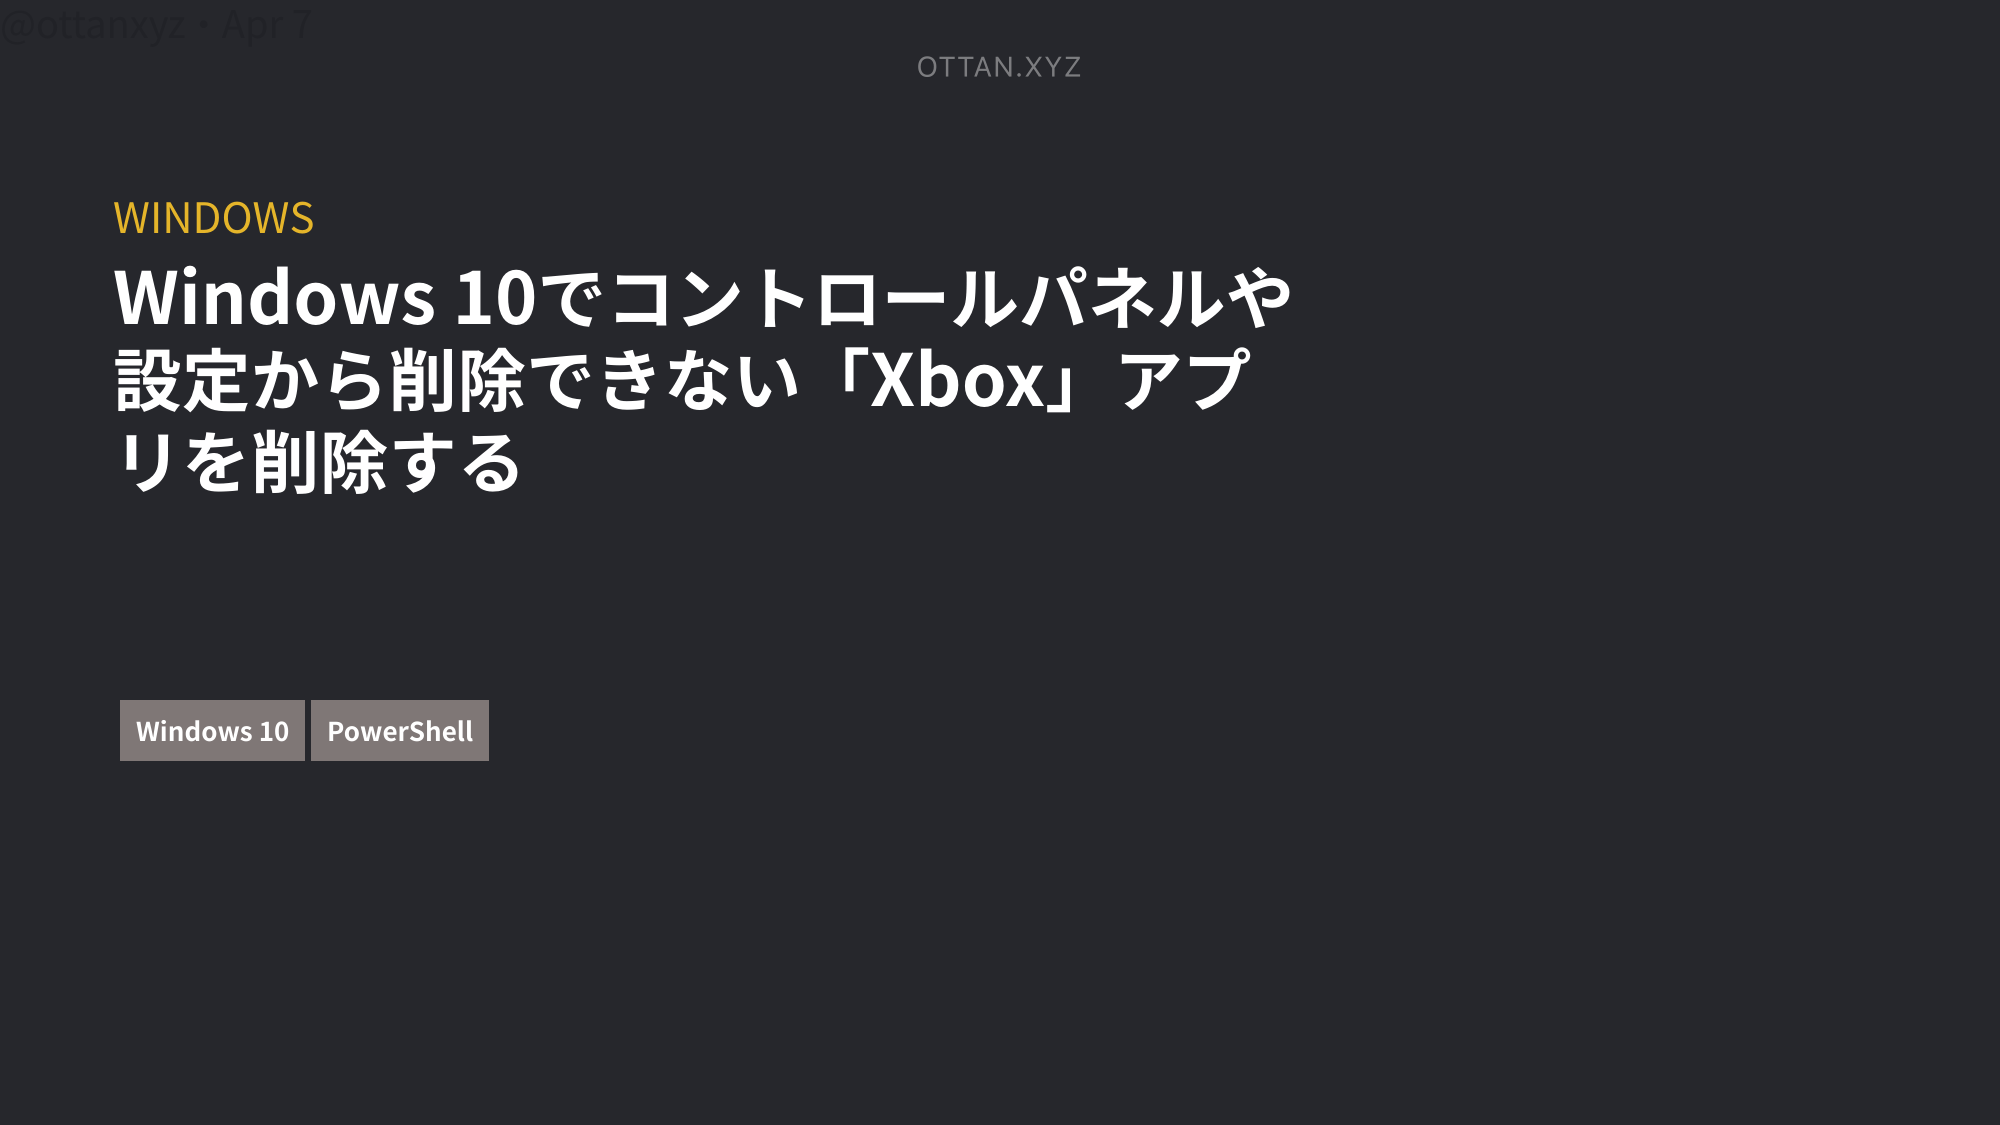 @ottanxyz・Apr 7
OTTAN.XYZ
WINDOWS
Windows 10でコントロールパネルや
設定から削除できない「Xbox」アプ
リを削除する
Windows 10
PowerShell